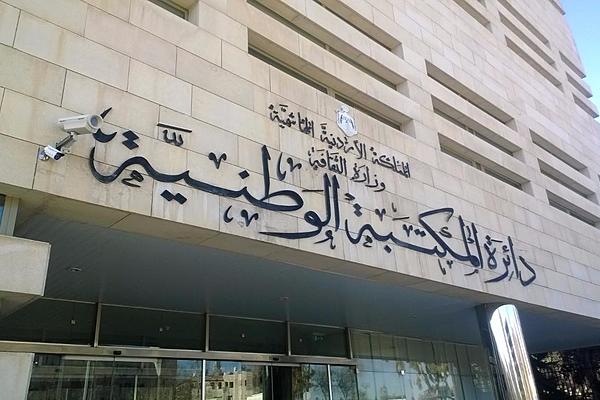 المملكة الأردنية الهاشمية
وزارة الثقافة
دائرة المكتبة الوطنية